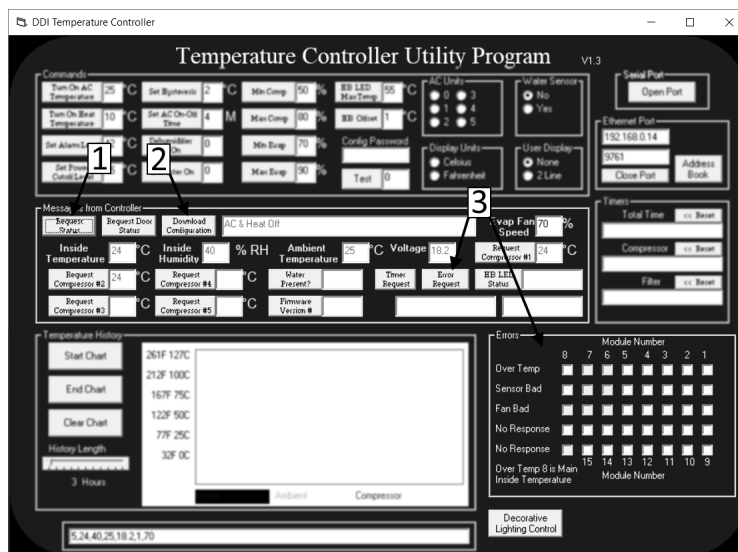 DDI Temperature Controller
Temperature Controller Utility Program V1.3
Commands
Turn On AC Temperature 25 °C
Set Hysteresis 2 °C
Min Comp 50 %
HB LED Max Temp 55 °C
AC Units
0 3
1 4
2 5
Water Sensor
No
Yes
Serial Port
Open Port
Turn On Heat Temperature 10 °C
Set AC On-Off Time 4 M
Max Comp 80 %
HB Offset 1 °C
Ethernet Port
192.168.0.14
9761
Close Port
Address Book
Set Alarm
Dehumidifier On 0
Min Evap 70 %
Config Password
Display Units
Celsius
Fahrenheit
User Display
None
2 Line
Set Power Cutoff Level
On 0
Max Evap 90 %
Test 0
1
2
3
Messages from Controller
Request Status
Request Door Status
Download Configuration
AC & Heat Off
Evap Fan Speed 70 %
Timers
Total Time << Reset
Compressor << Reset
Filter << Reset
Inside Temperature 24 °C
Inside Humidity 40 % RH
Ambient Temperature 25 °C
Voltage 18.2
Request Compressor #1 24 °C
Request Compressor #2 24 °C
Request Compressor #4 °C
Water Present?
Timer Request
Error Request
HB LED Status
Request Compressor #3 °C
Request Compressor #5 °C
Firmware Version #
Temperature History
Start Chart
End Chart
Clear Chart
History Length
3 Hours
261F 127C
212F 100C
167F 75C
122F 50C
77F 25C
32F 0C
Ambient
Compressor
Errors
Module Number
8 7 6 5 4 3 2 1
Over Temp
Sensor Bad
Fan Bad
No Response
No Response
15 14 13 12 11 10 9
Over Temp 8 is Main
Inside Temperature
Module Number
Decorative
Lighting Control
5,24,40,25,18.2,1,70